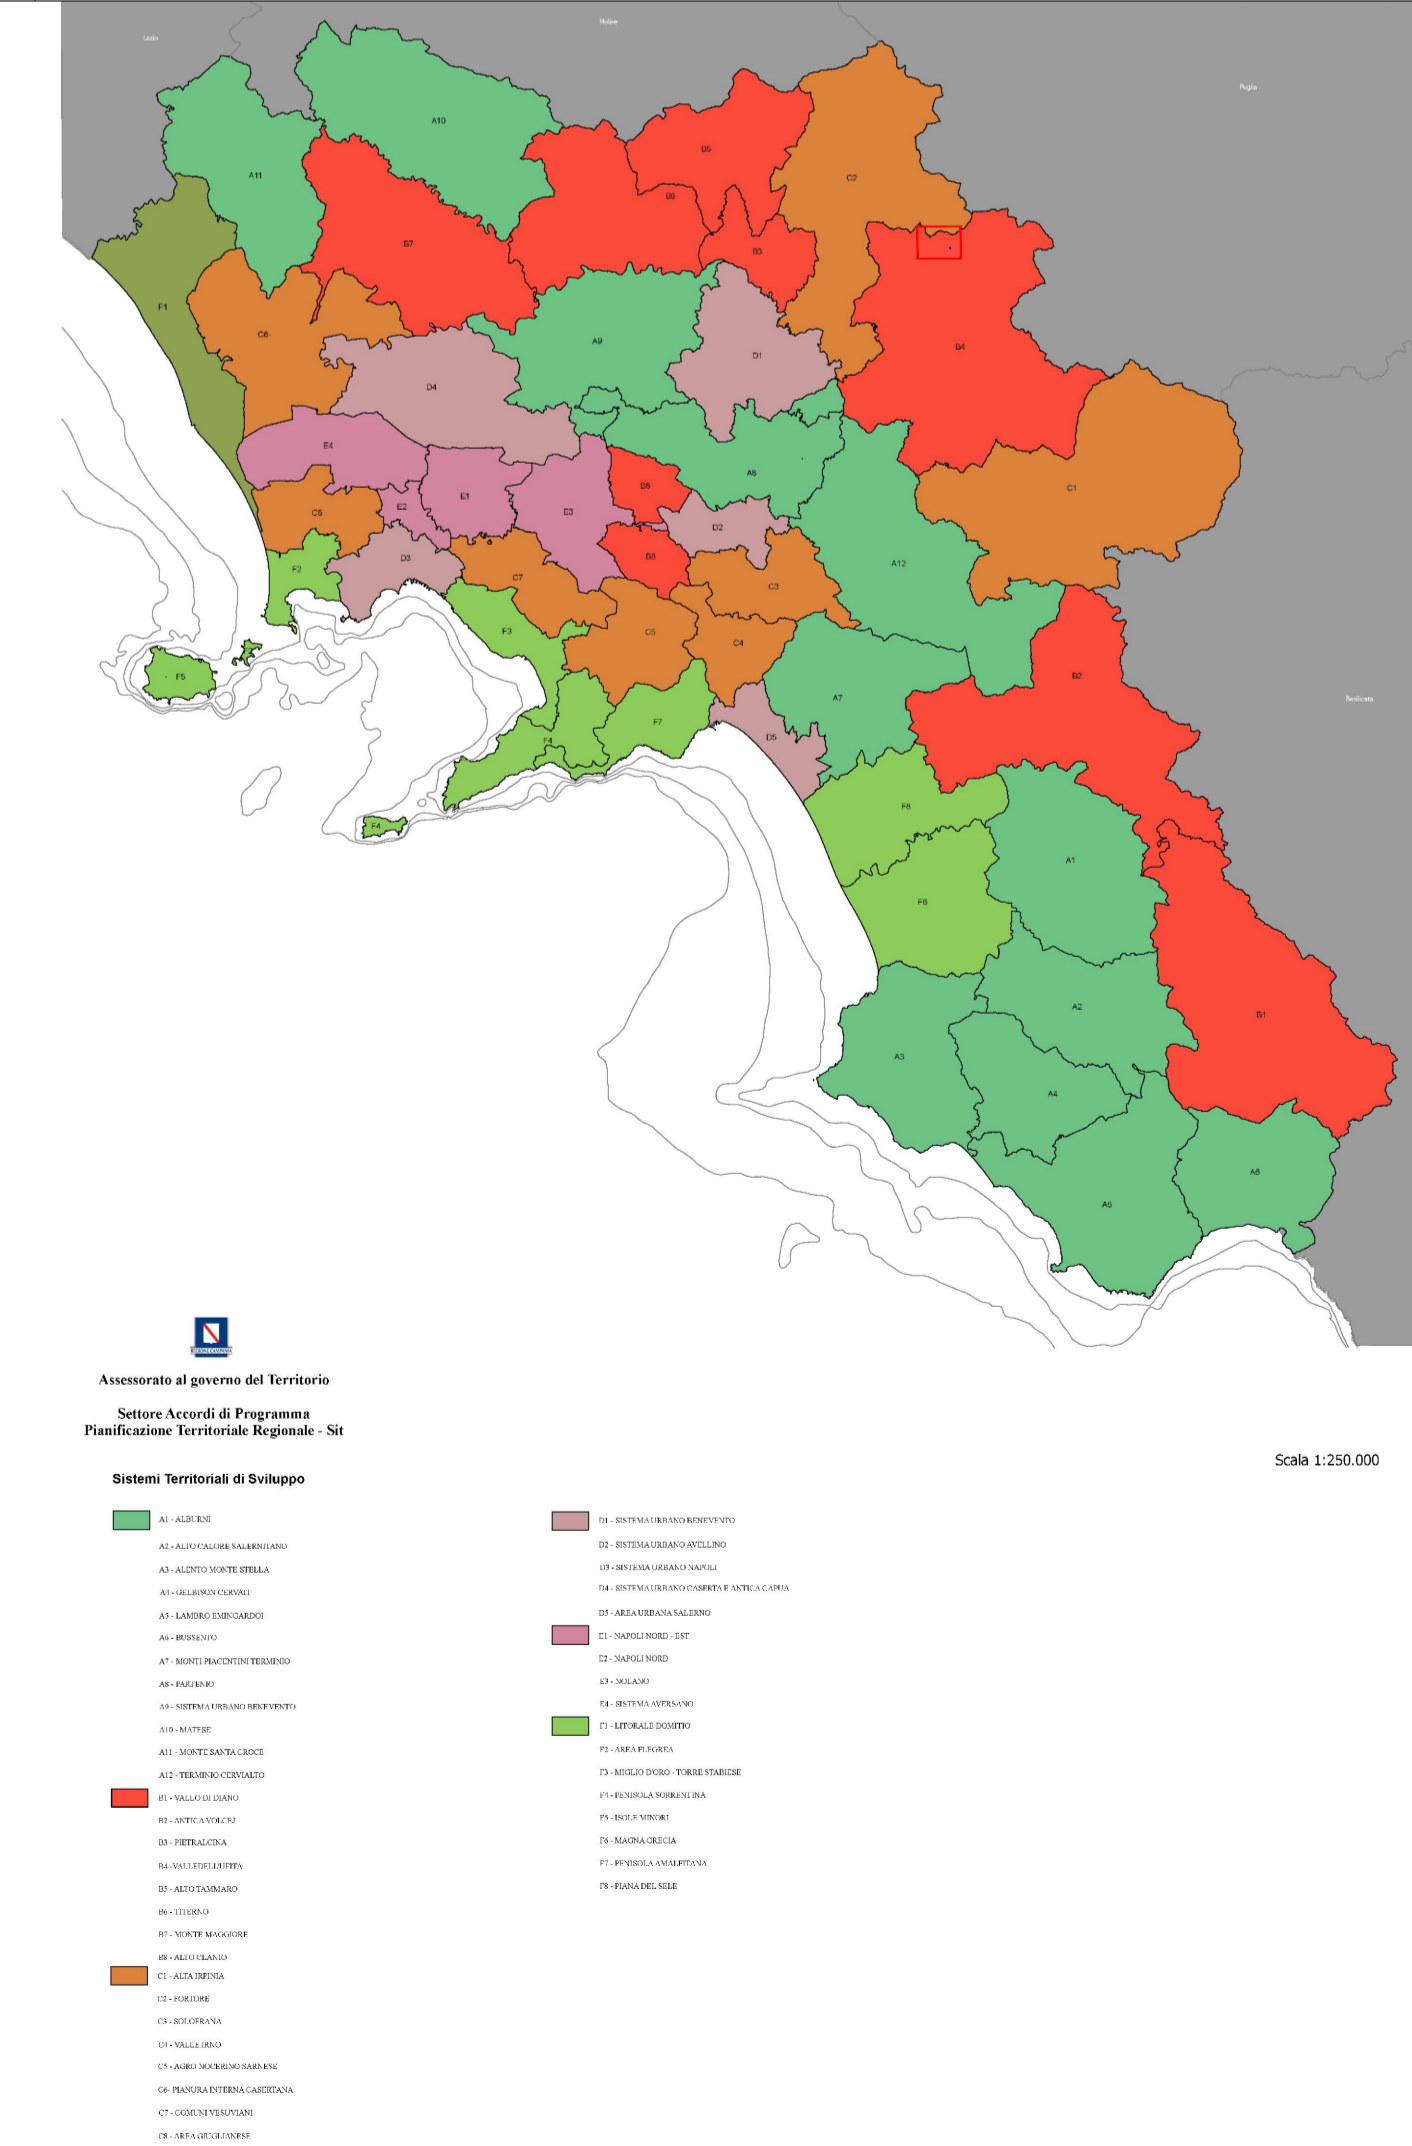 Molise
Lazio
Puglia
A10
B5
A11
C2
B6
B7
B3
F1
C6
A9
B4
D1
D4
E4
A8
B8
C1
E1
E2
E3
C8
D2
D3
B8
A12
F2
C7
C3
F3
C5
C4
F5
B2
A7
Basilicata
F7
D5
F4
F8
F4
A1
F6
A2
B1
A3
A4
A6
A5
REGIONE CAMPANIA
Assessorato al governo del Territorio
Settore Accordi di Programma
Pianificazione Territoriale Regionale - Sit
Scala 1:250.000
Sistemi Territoriali di Sviluppo
A1 - ALBURNI
A2 - ALTO CALORE SALERNITANO
A3 - ALENTO MONTE STELLA
A4 - GELBISON CERVATI
A5 - LAMBRO EMINGARDOI
A6 - BUSSENTO
A7 - MONTI PIACENTINI TERMINIO
A8 - PARTENIO
A9 - SISTEMA URBANO BENEVENTO
A10 - MATESE
A11 - MONTE SANTA CROCE
A12 - TERMINIO CERVIALTO
B1 - VALLO DI DIANO
B2 - ANTICA VOLCEJ
B3 - PIETRALCINA
B4 -VALLEDELL'UFITA
B5 - ALTO TAMMARO
B6 - TITERNO
B7 - MONTE MAGGIORE
B8 - ALTO CLANIO
C1 - ALTA IRPINIA
C2 - FORTORE
C3 - SOLOFRANA
C4 - VALLE IRNO
C5 - AGRO NOCERINO SARNESE
C6- PIANURA INTERNA CASERTANA
C7 - COMUNI VESUVIANI
C8 - AREA GIUGLIANESE
D1 - SISTEMA URBANO BENEVENTO
D2 - SISTEMA URBANO AVELLINO
D3 - SISTEMA URBANO NAPOLI
D4 - SISTEMA URBANO CASERTA E ANTICA CAPUA
D5 - AREA URBANA SALERNO
E1 - NAPOLI NORD - EST
E2 - NAPOLI NORD
E3 - NOLANO
E4 - SISTEMA AVERSANO
F1 - LITORALE DOMITIO
F2 - AREA FLEGREA
F3 - MIGLIO D'ORO - TORRE STABIESE
F4 - PENISOLA SORRENTINA
F5 - ISOLE MINORI
F6 - MAGNA GRECIA
F7 - PENISOLA AMALFITANA
F8 - PIANA DEL SELE